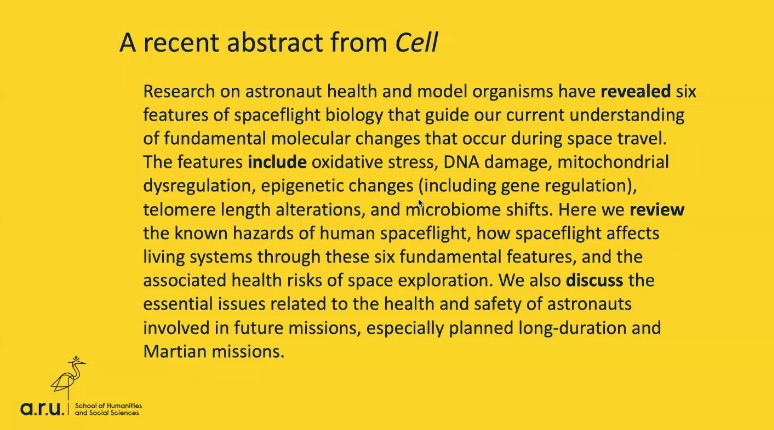 A recent abstract from Cell
Research on astronaut health and model organisms have revealed six
features of spaceflight biology that guide our current understanding
of fundamental molecular changes that occur during space travel.
The features include oxidative stress, DNA damage, mitochondrial
dysregulation, epigenetic changes (including gene regulation),
telomere length alterations, and microbiome shifts. Here we review
the known hazards of human spaceflight, how spaceflight affects
living systems through these six fundamental features, and the
associated health risks of space exploration. We also discuss the
essential issues related to the health and safety of astronauts
involved in future missions, especially planned long-duration and
Martian missions.
a.r.u.
School of Humanities
and Social Sciences